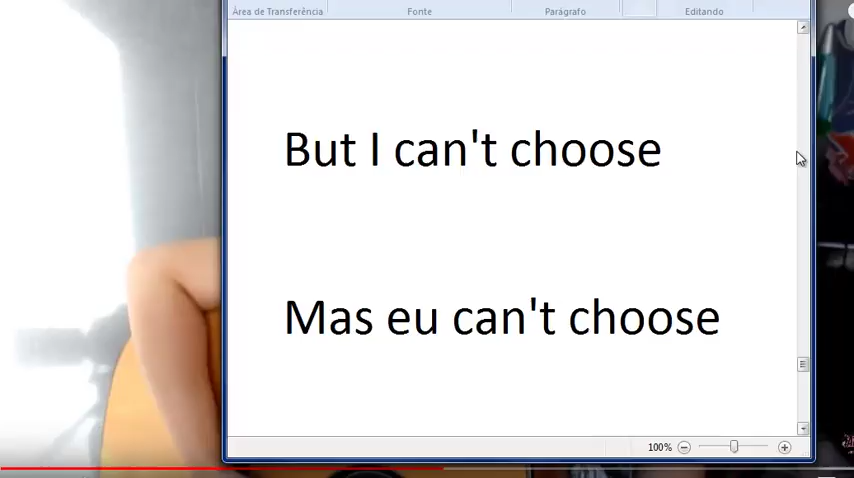 Área de Transferência Fonte Parágrafo Editando
But I can't choose
Mas eu can't choose
100%